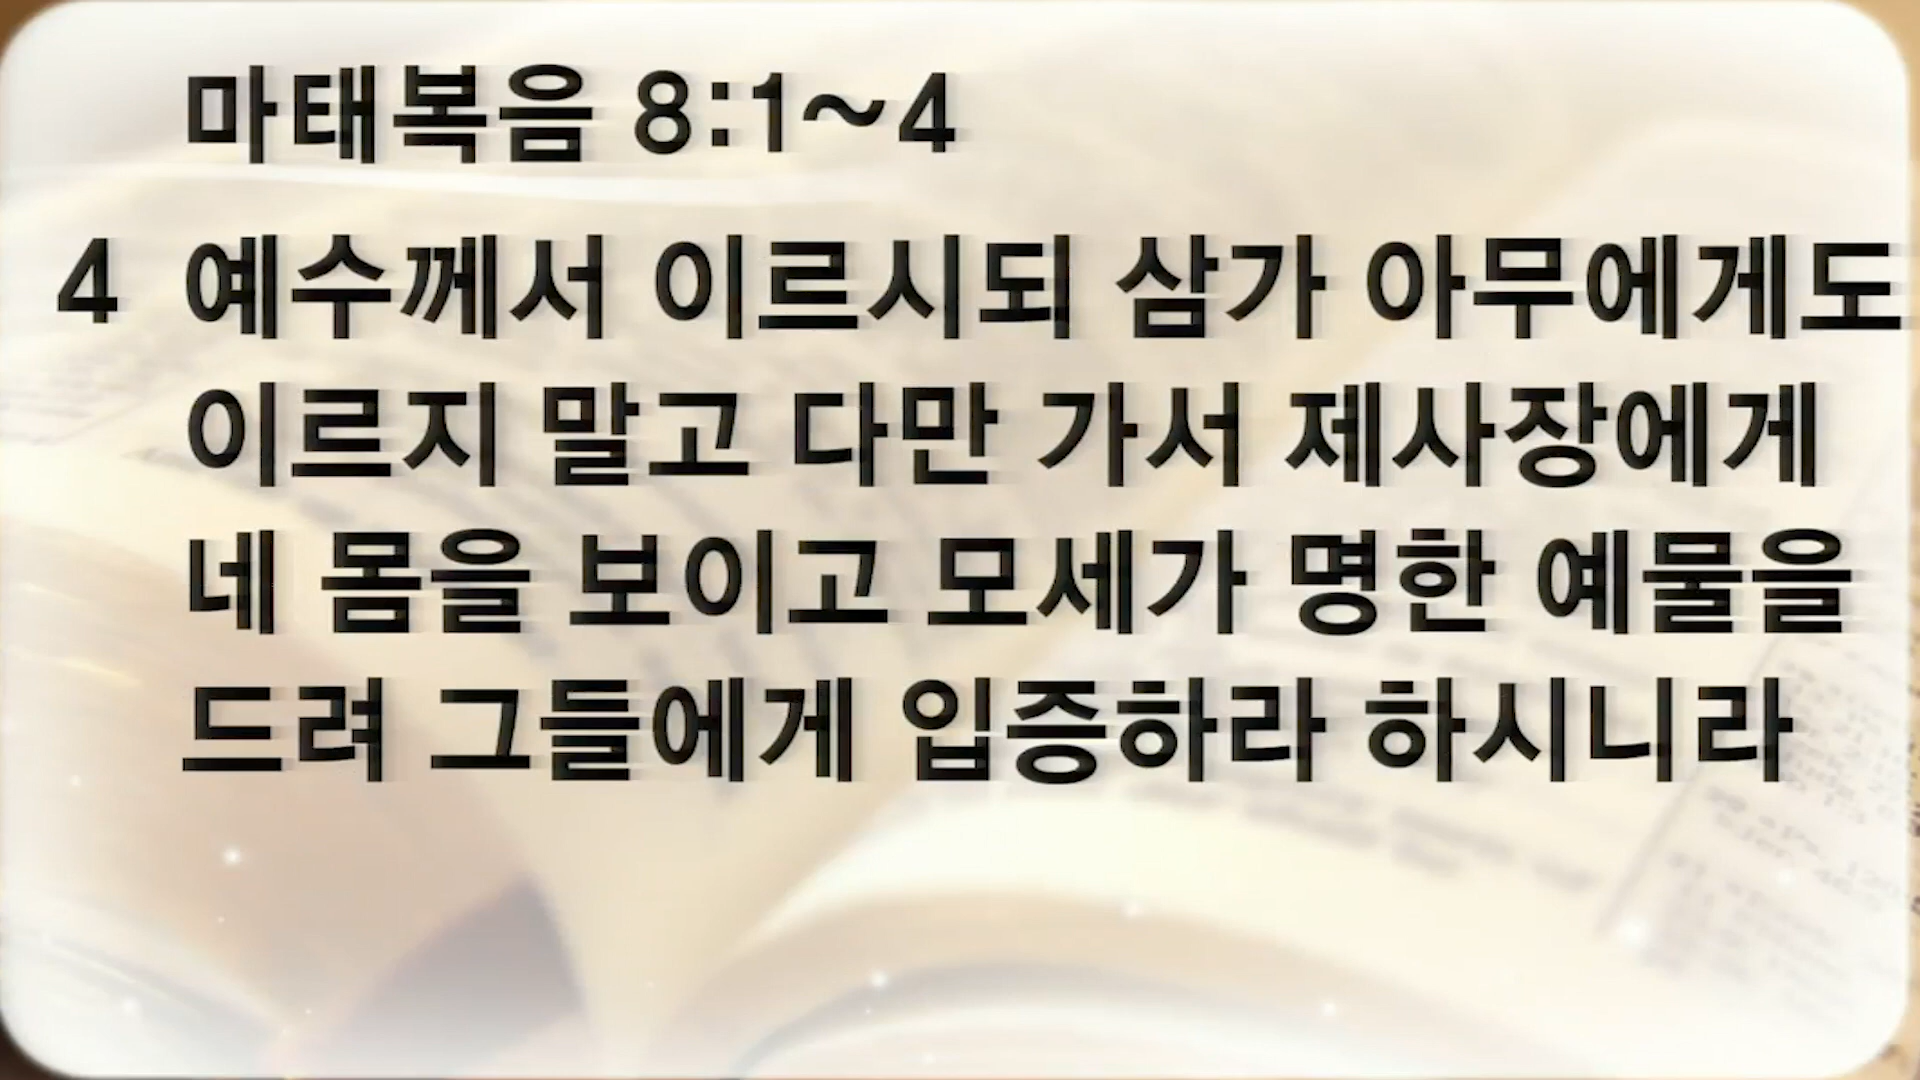 마태복음 8:1~4
4 예수께서 이르시되 삼가 아무에게도
이르지 말고 다만 가서 제사장에게
네 몸을 보이고 모세가 명한 예물을
드려 그들에게 입증하라 하시니라